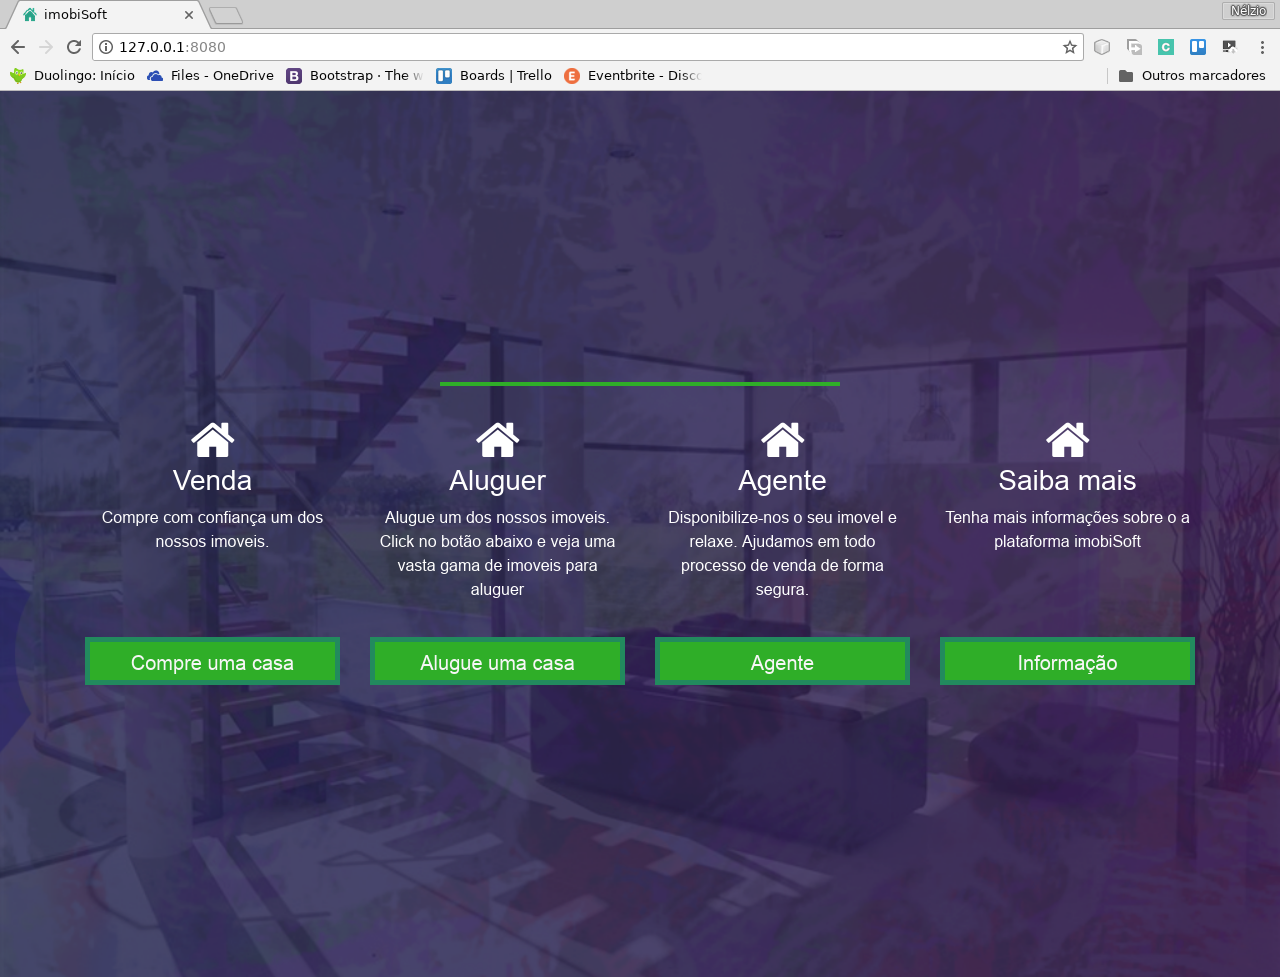 imobiSoft
Nélzio
127.0.0.1:8080
Duolingo: Início
Files - OneDrive
Bootstrap · The w
Boards | Trello
Eventbrite - Disc
Outros marcadores
Venda
Compre com confiança um dos
nossos imoveis.
Aluguer
Alugue um dos nossos imoveis.
Click no botão abaixo e veja uma
vasta gama de imoveis para
aluguer
Agente
Disponibilize-nos o seu imovel e
relaxe. Ajudamos em todo
processo de venda de forma
segura.
Saiba mais
Tenha mais informações sobre o a
plataforma imobiSoft
Compre uma casa
Alugue uma casa
Agente
Informação